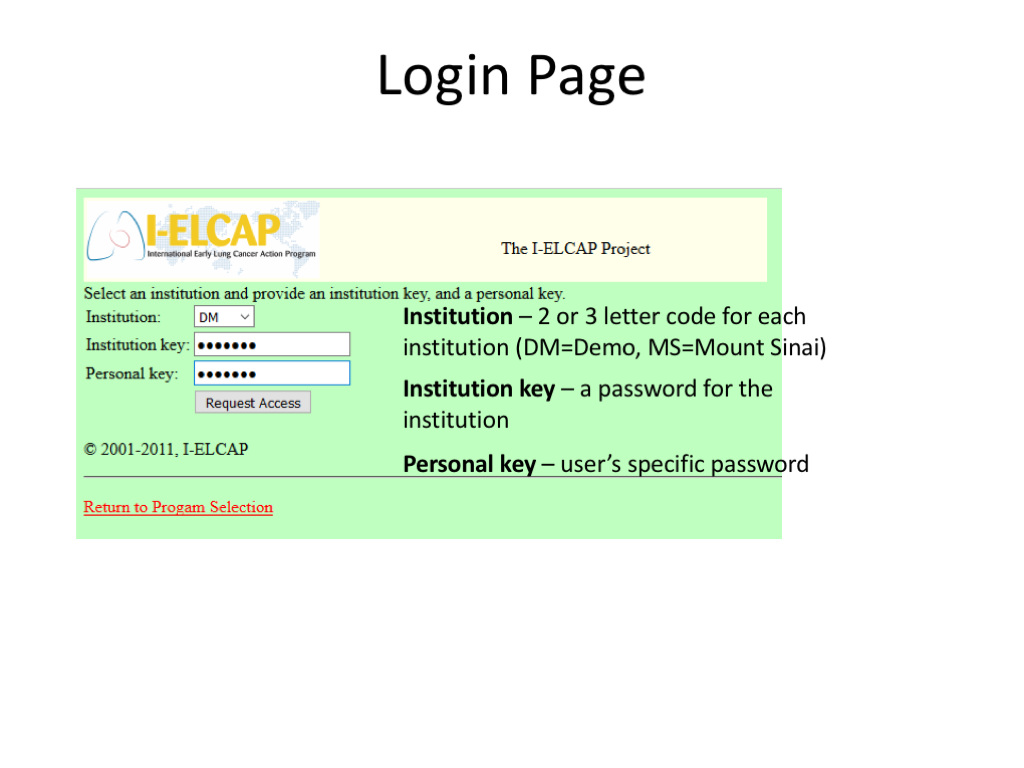 Login Page
I-ELCAP
International Early Lung Cancer Action Program
The I-ELCAP Project
Select an institution and provide an institution key, and a personal key.
Institution: DM
Institution key: ●●●●●●●
Personal key: ●●●●●●●
Request Access
© 2001-2011, I-ELCAP
Return to Progam Selection
Institution – 2 or 3 letter code for each
institution (DM=Demo, MS=Mount Sinai)
Institution key – a password for the
institution
Personal key – user’s specific password